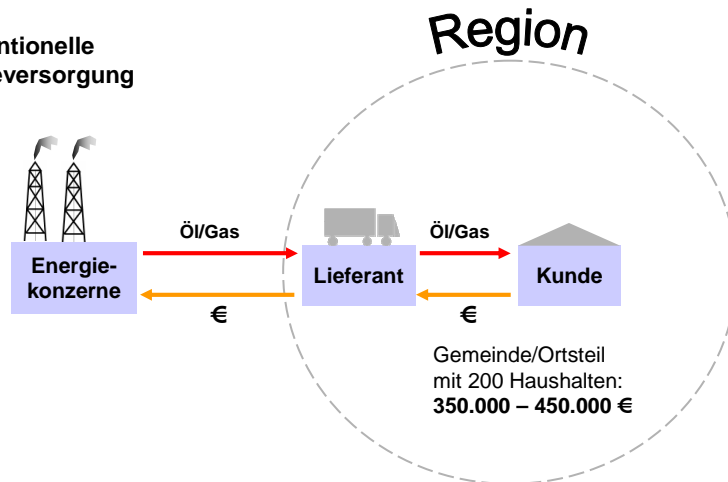 Region
ntionelle
eversorgung
Öl/Gas
Öl/Gas
Energie-
konzerne
Lieferant
Kunde
€
€
Gemeinde/Ortsteil
mit 200 Haushalten:
350.000 – 450.000 €